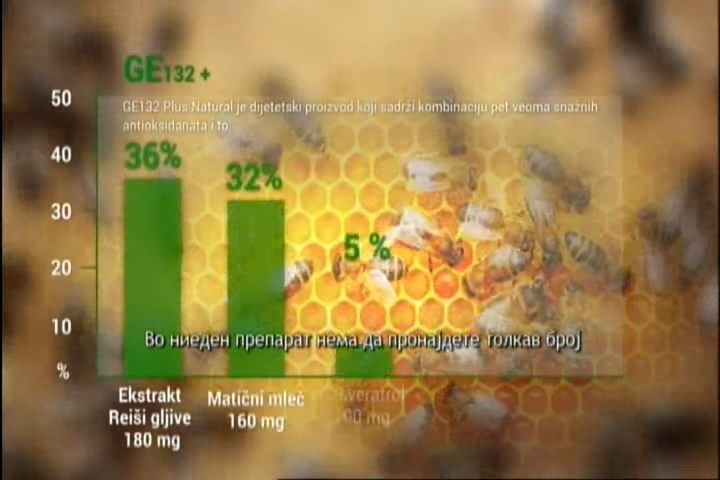 GE132 +
GE132 Plus Natural je dijetetski proizvod koji sadrži kombinaciju pet veoma snažnih
antioksidanata i to:
50
40
30
20
10
%
36%
32%
5 %
Во ниеден препарат нема да пронајдете толкав број
Ekstrakt
Reiši gljive
180 mg
Matični mleč
160 mg
mg